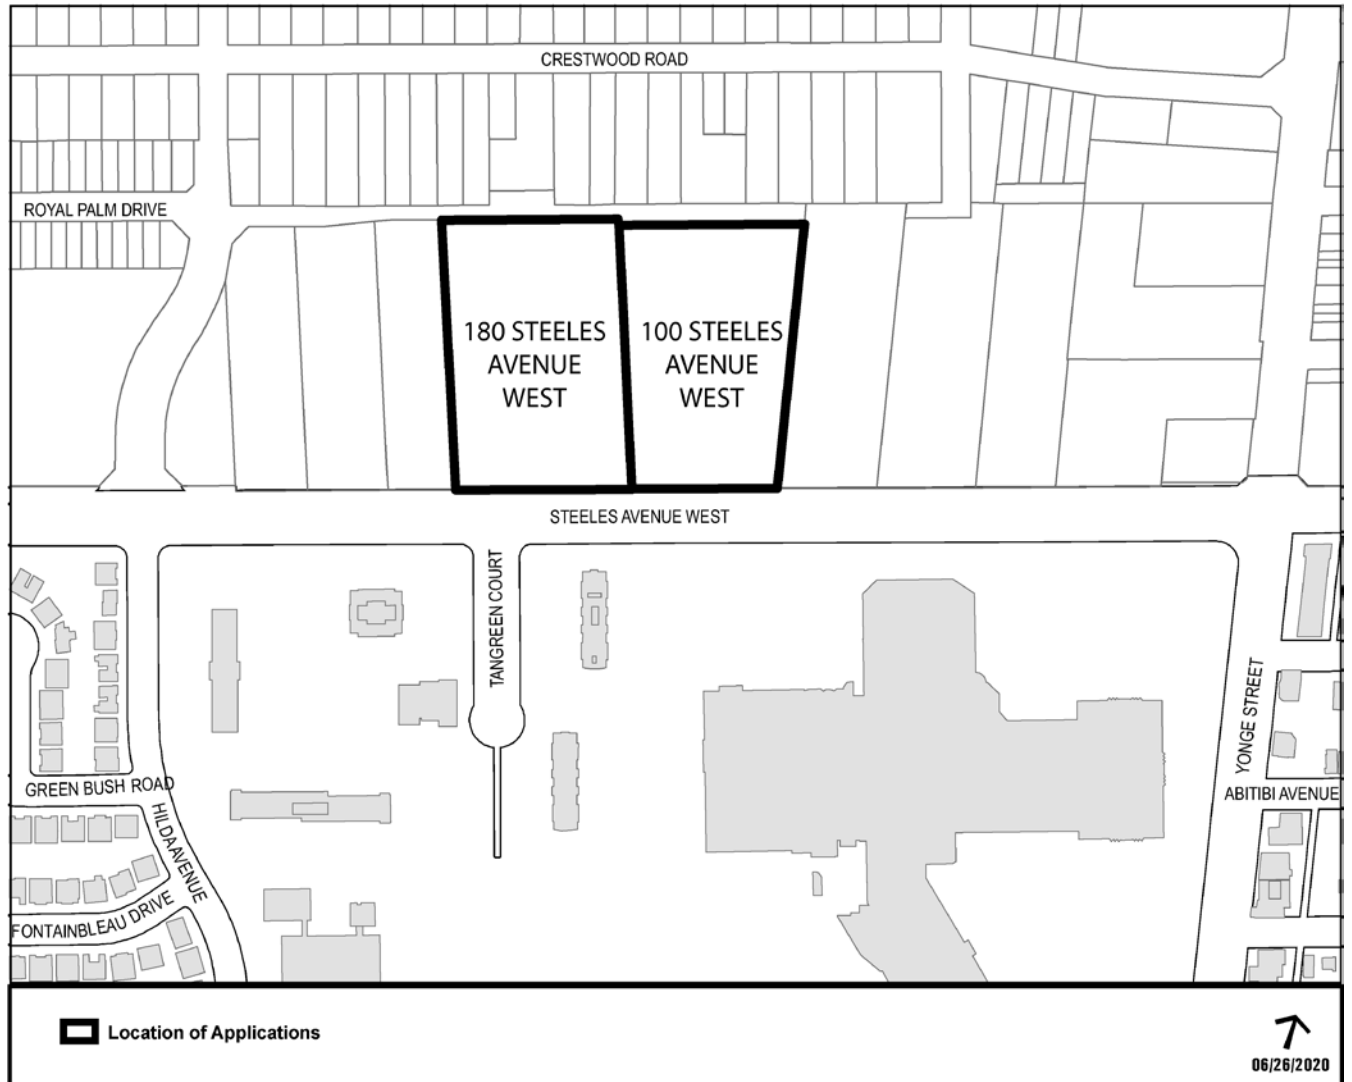 CRESTWOOD ROAD
ROYAL PALM DRIVE
180 STEELES
AVENUE
WEST
100 STEELES
AVENUE
WEST
STEELES AVENUE WEST
TANGREEN COURT
YONGE STREET
GREEN BUSH ROAD
ABITIBI AVENUE
HILDA AVENUE
FONTAINBLEAU DRIVE
Location of Applications
06/26/2020